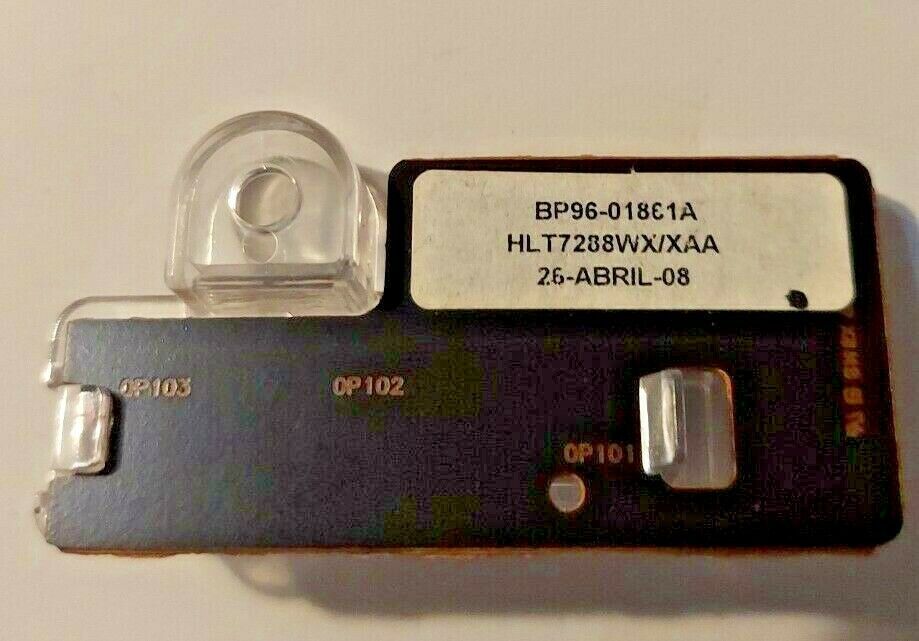 BP96-01861A
HLT7288WX/XAA
26-ABRIL-08
OP103
OP102
OP101